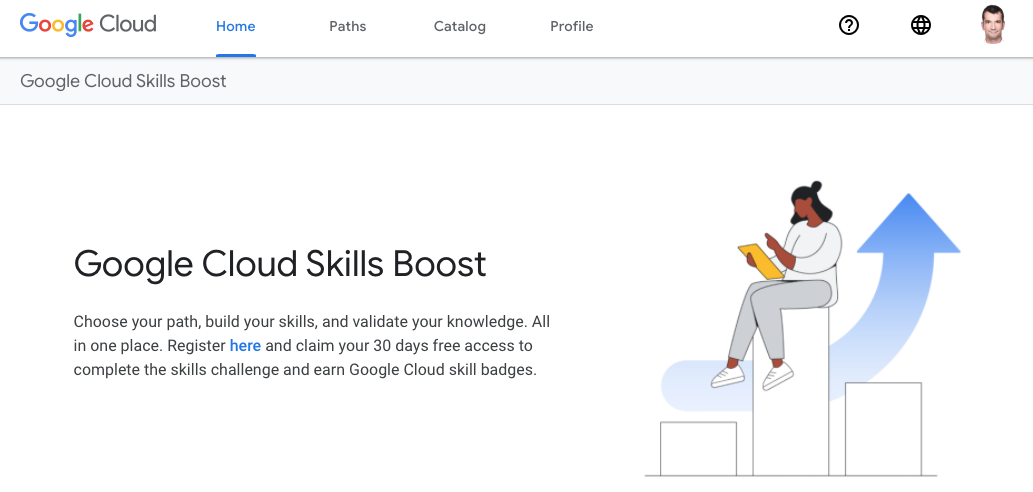 Google Cloud Home Paths Catalog Profile
Google Cloud Skills Boost
Google Cloud Skills Boost
Choose your path, build your skills, and validate your knowledge. All
in one place. Register here and claim your 30 days free access to
complete the skills challenge and earn Google Cloud skill badges.